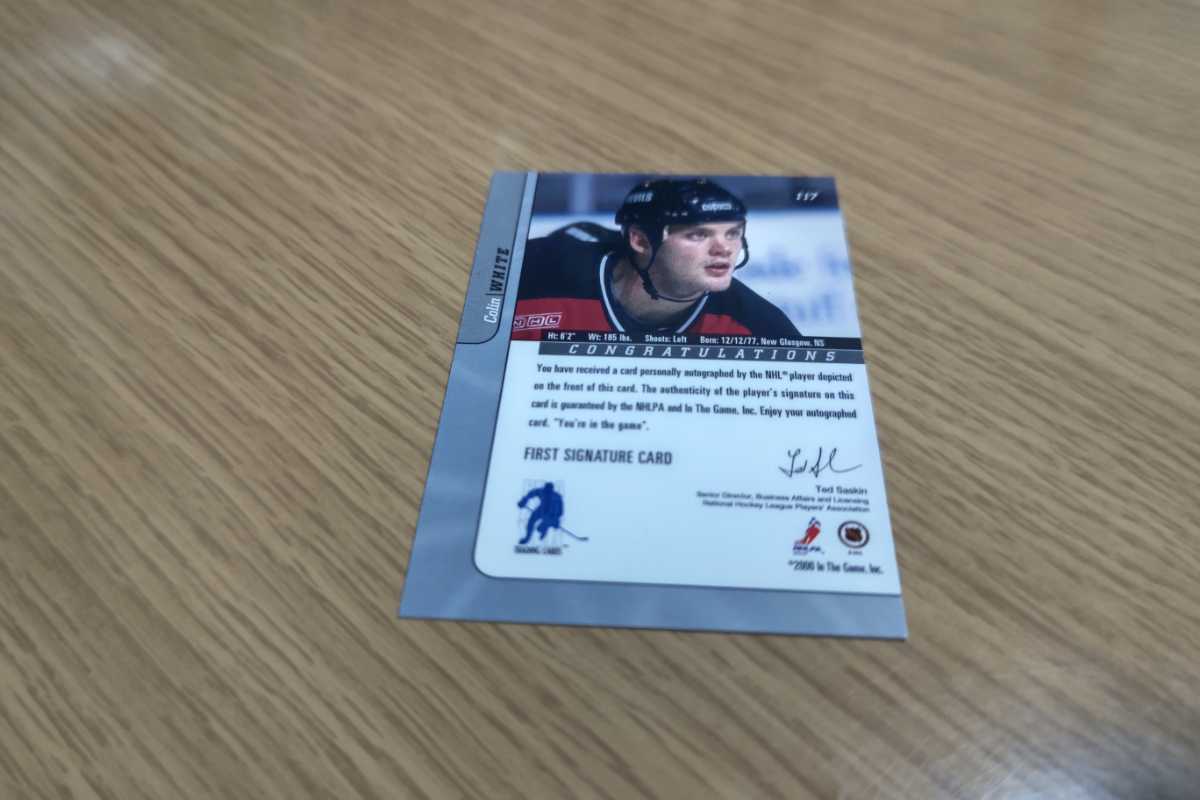 117
Colin WHITE
NHL
Ht: 6'2" Wt: 185 lbs. Shoots: Left Born: 12/12/77, New Glasgow, NS
CONGRATULATIONS
You have received a card personally autographed by the NHL™ player depicted
on the front of this card. The authenticity of the player's signature on this
card is guaranteed by the NHLPA and In The Game, Inc. Enjoy your autographed
card. "You're in the game".
FIRST SIGNATURE CARD
Ted Saskin
Senior Director, Business Affairs and Licensing
National Hockey League Players' Association
TRADING CARDS
NHLPA
©2000 In The Game, Inc.